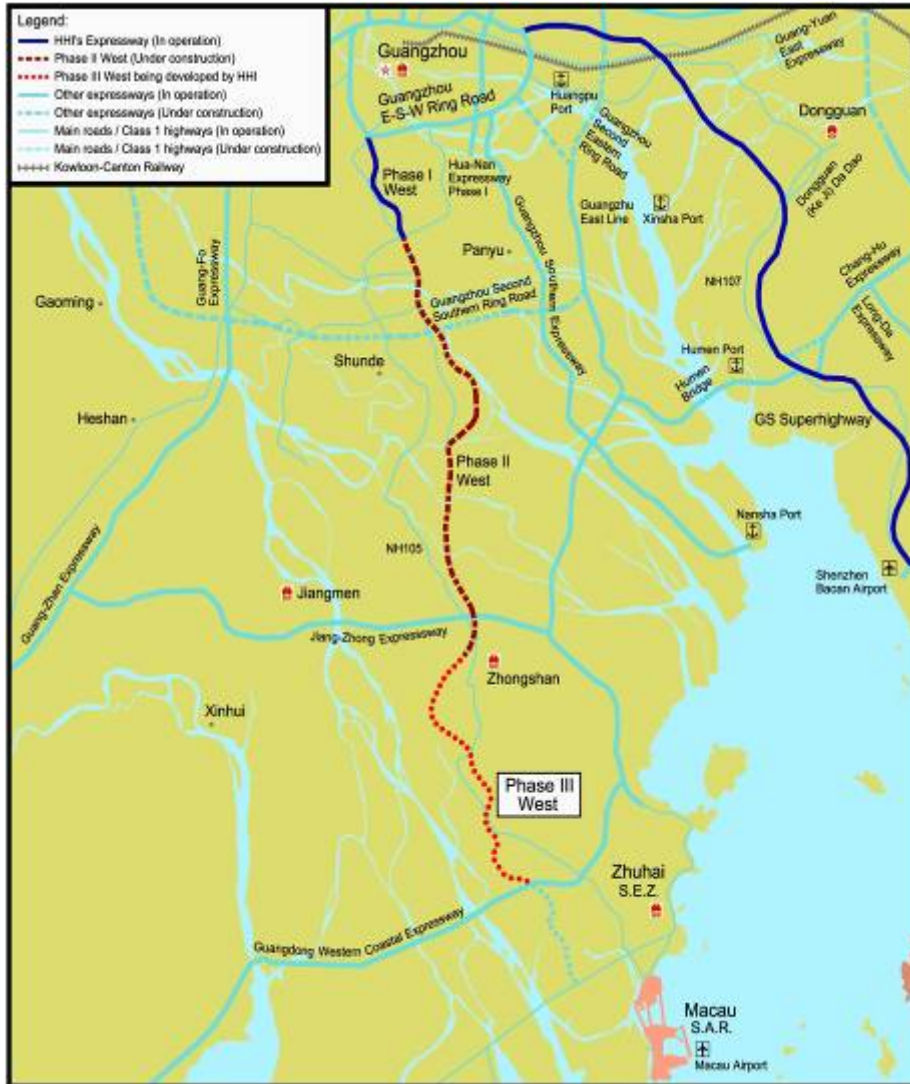 Legend:
HHI's Expressway (In operation)
Phase II West (Under construction)
Phase III West being developed by HHI
Other expressways (In operation)
Other expressways (Under construction)
Main roads / Class 1 highways (In operation)
Main roads / Class 1 highways (Under construction)
Kowloon-Canton Railway
Guangzhou
Guangzhou
E-S-W Ring Road
Huangpu
Port
Guang-Yuan
East
Expressway
Dongguan
Guangzhou
Second
Eastern
Ring Road
Phase I
West
Hua-Nan
Expressway
Phase I
Guangzhu
East Line
Xinsha Port
Dongguan
(Ke Ji) Da Dao
Guang-Fo
Expressway
Panyu
Guangzhou Southern Expressway
NH107
Chang-Hu
Expressway
Long-Da
Expressway
Gaoming
Guangzhou Second
Southern Ring Road
Shunde
Humen Port
Humen
Bridge
Heshan
GS Superhighway
Phase II
West
Nansha Port
NH105
Shenzhen
Baoan Airport
Guang-Zhan Expressway
Jiangmen
Jiang-Zhong Expressway
Zhongshan
Xinhui
Phase III
West
Zhuhai
S.E.Z.
Guangdong Western Coastal Expressway
Macau
S.A.R.
Macau Airport